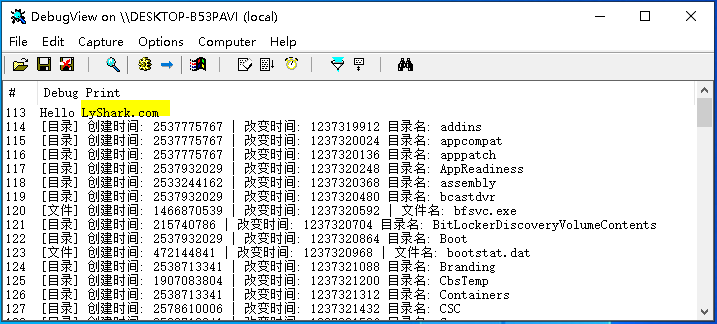 DebugView on \\DESKTOP-B53PAVI (local)
File Edit Capture Options Computer Help
# Debug Print
113 Hello LyShark.com
114 [目录] 创建时间: 2537775767 | 改变时间: 1237319912 目录名: addins
115 [目录] 创建时间: 2537775767 | 改变时间: 1237320024 目录名: appcompat
116 [目录] 创建时间: 2537775767 | 改变时间: 1237320136 目录名: apppatch
117 [目录] 创建时间: 2537932029 | 改变时间: 1237320248 目录名: AppReadiness
118 [目录] 创建时间: 2533244162 | 改变时间: 1237320368 目录名: assembly
119 [目录] 创建时间: 2537932029 | 改变时间: 1237320480 目录名: bcastdvr
120 [文件] 创建时间: 1466870539 | 改变时间: 1237320592 | 文件名: bfsvc.exe
121 [目录] 创建时间: 215740786 | 改变时间: 1237320704 目录名: BitLockerDiscoveryVolumeContents
122 [目录] 创建时间: 2537932029 | 改变时间: 1237320864 目录名: Boot
123 [文件] 创建时间: 472144841 | 改变时间: 1237320968 | 文件名: bootstat.dat
124 [目录] 创建时间: 2538713341 | 改变时间: 1237321088 目录名: Branding
125 [目录] 创建时间: 1907083804 | 改变时间: 1237321200 目录名: CbsTemp
126 [目录] 创建时间: 2538713341 | 改变时间: 1237321312 目录名: Containers
127 [目录] 创建时间: 2578610006 | 改变时间: 1237321432 目录名: CSC